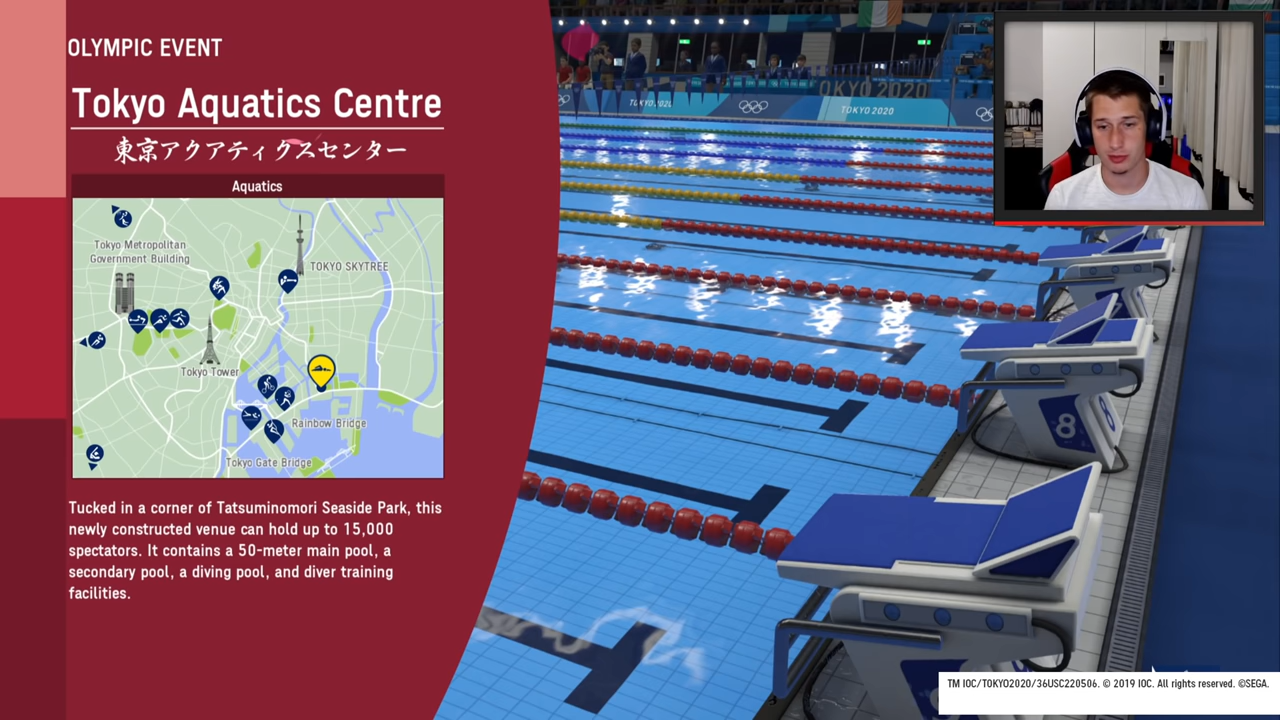 OLYMPIC EVENT
Tokyo Aquatics Centre
東京アクアティクスセンター
Aquatics
Tokyo Metropolitan
Government Building
TOKYO SKYTREE
Tokyo Tower
Rainbow Bridge
Tokyo Gate Bridge
Tucked in a corner of Tatsuminomori Seaside Park, this
newly constructed venue can hold up to 15,000
spectators. It contains a 50-meter main pool, a
secondary pool, a diving pool, and diver training
facilities.
TOKYO 2020
TOKYO 2020
8
8
TM IOC/TOKYO2020/36USC220506. © 2019 IOC. All rights reserved. ©SEGA.